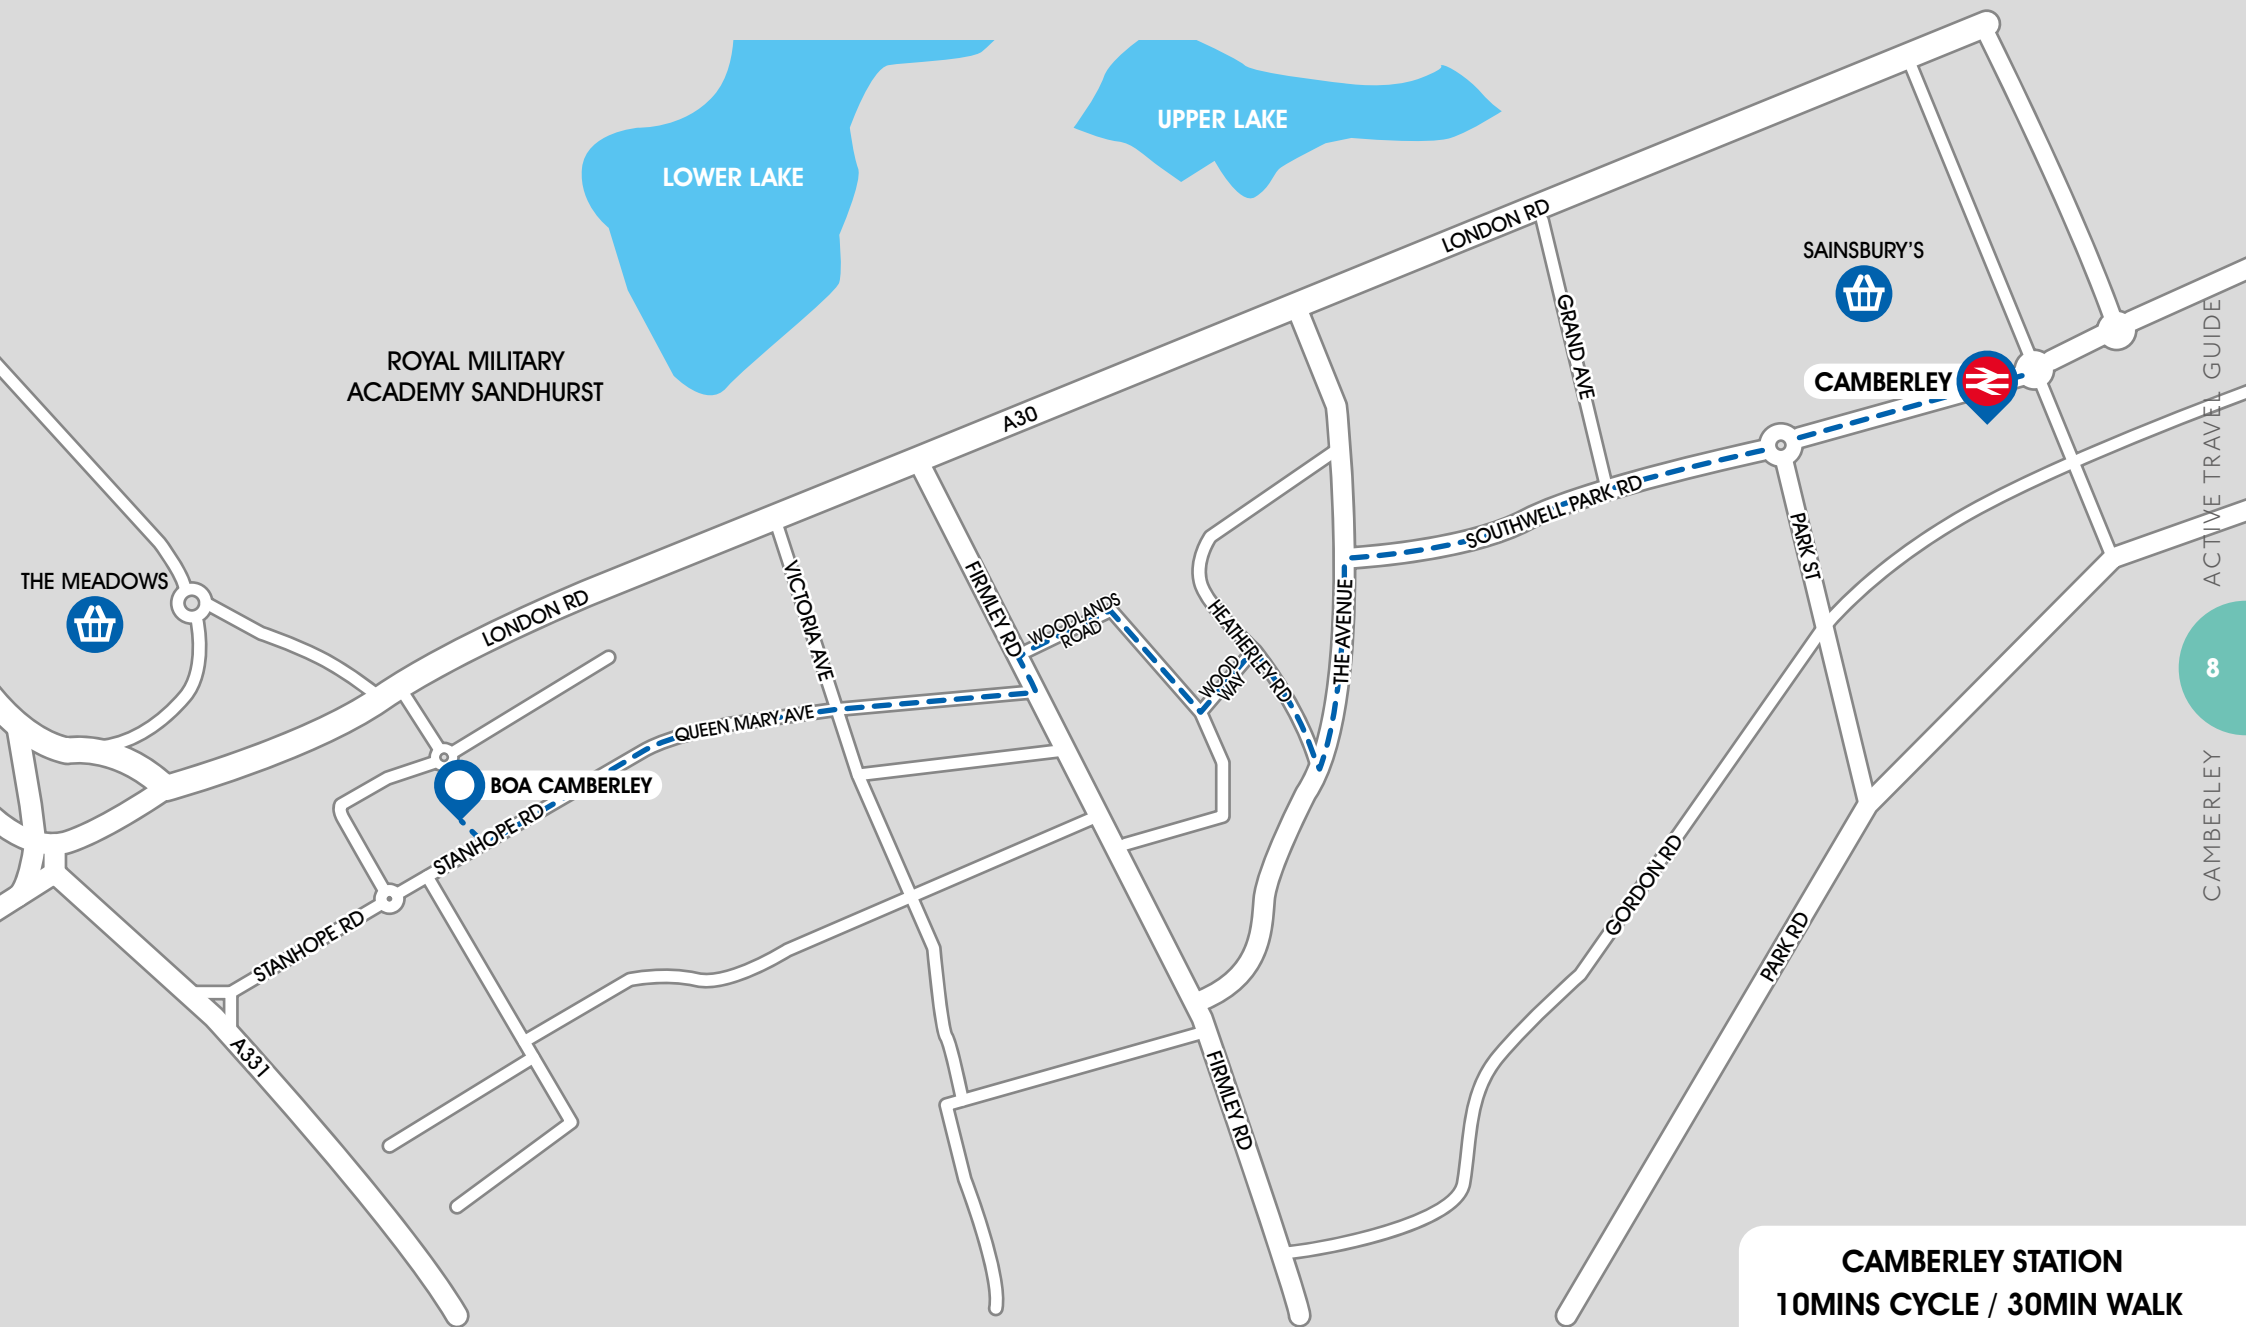 UPPER LAKE
LOWER LAKE
LONDON RD
SAINSBURY'S
GRAND AVE
ROYAL MILITARY
ACADEMY SANDHURST
CAMBERLEY
A30
SOUTHWELL PARK RD
PARK ST
THE MEADOWS
LONDON RD
VICTORIA AVE
FIRMLEY RD
WOODLANDS
ROAD
HEATHERLEY RD
WOOD
WAY
THE AVENUE
QUEEN MARY AVE
BOA CAMBERLEY
STANHOPE RD
STANHOPE RD
GORDON RD
PARK RD
A331
FIRMLEY RD
ACTIVE TRAVEL GUIDE
8
CAMBERLEY
CAMBERLEY STATION
10MINS CYCLE / 30MIN WALK